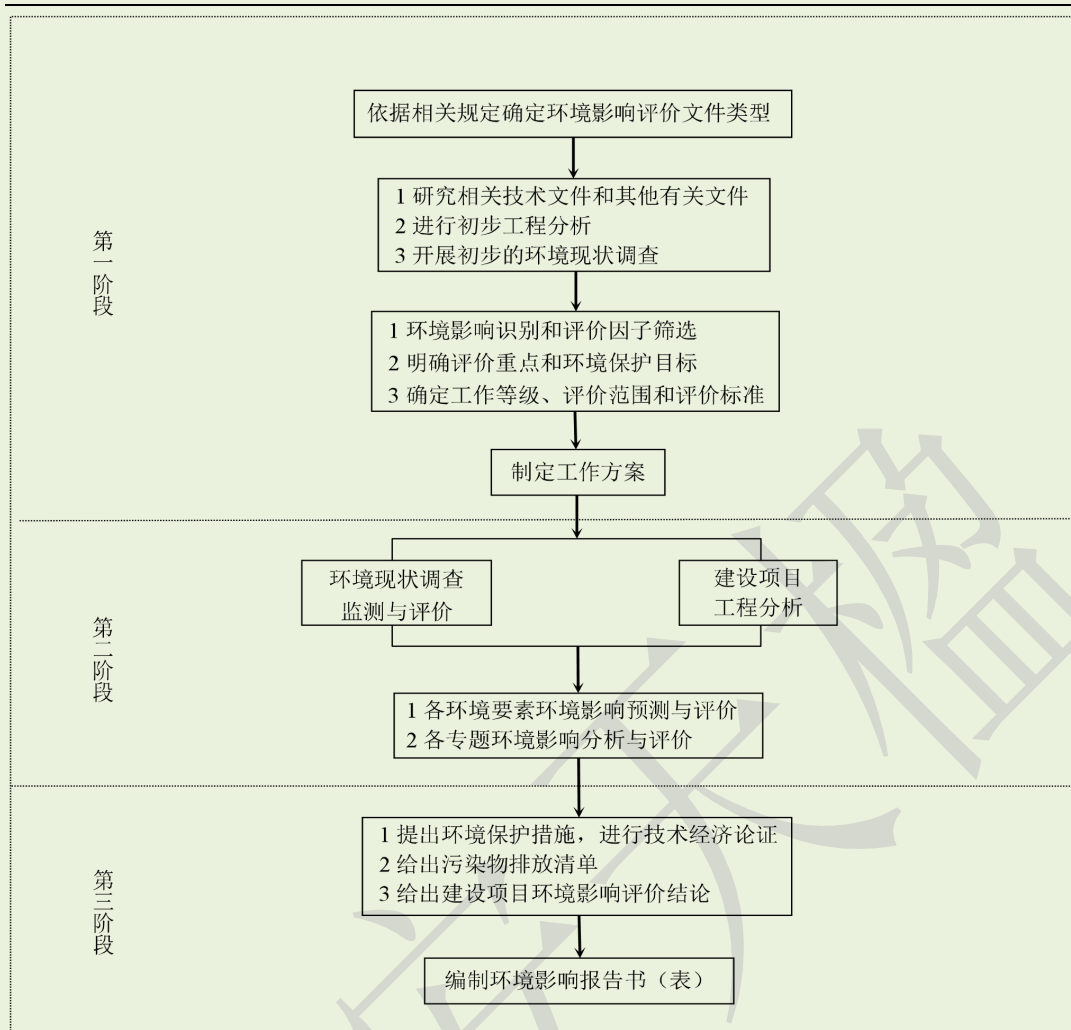 依据相关规定确定环境影响评价文件类型
1 研究相关技术文件和其他有关文件
2 进行初步工程分析
3 开展初步的环境现状调查
第一阶段
1 环境影响识别和评价因子筛选
2 明确评价重点和环境保护目标
3 确定工作等级、评价范围和评价标准
制定工作方案
环境现状调查
监测与评价
建设项目
工程分析
第二阶段
1 各环境要素环境影响预测与评价
2 各专题环境影响分析与评价
1 提出环境保护措施，进行技术经济论证
2 给出污染物排放清单
3 给出建设项目环境影响评价结论
第三阶段
编制环境影响报告书（表）